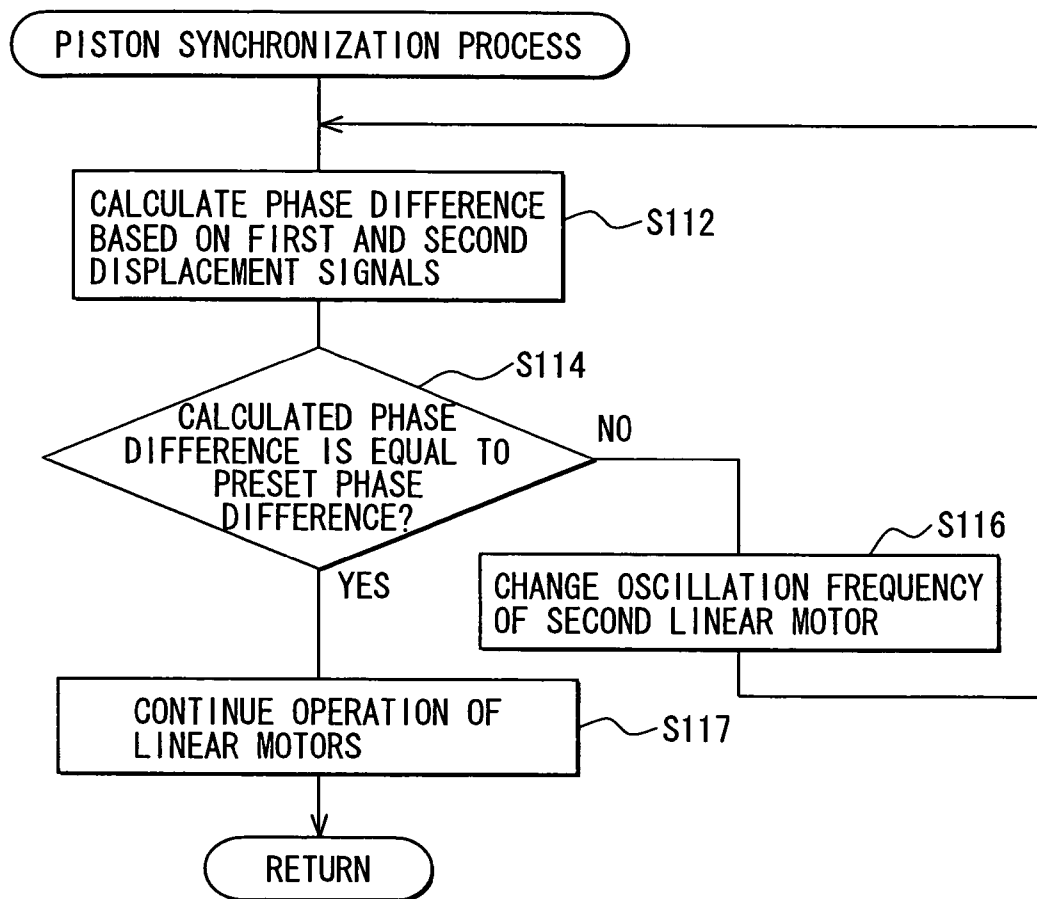 PISTON SYNCHRONIZATION PROCESS
CALCULATE PHASE DIFFERENCE
BASED ON FIRST AND SECOND
DISPLACEMENT SIGNALS
S112
S114
CALCULATED PHASE
DIFFERENCE IS EQUAL TO
PRESET PHASE
DIFFERENCE?
NO
YES
S116
CHANGE OSCILLATION FREQUENCY
OF SECOND LINEAR MOTOR
CONTINUE OPERATION OF
LINEAR MOTORS
S117
RETURN